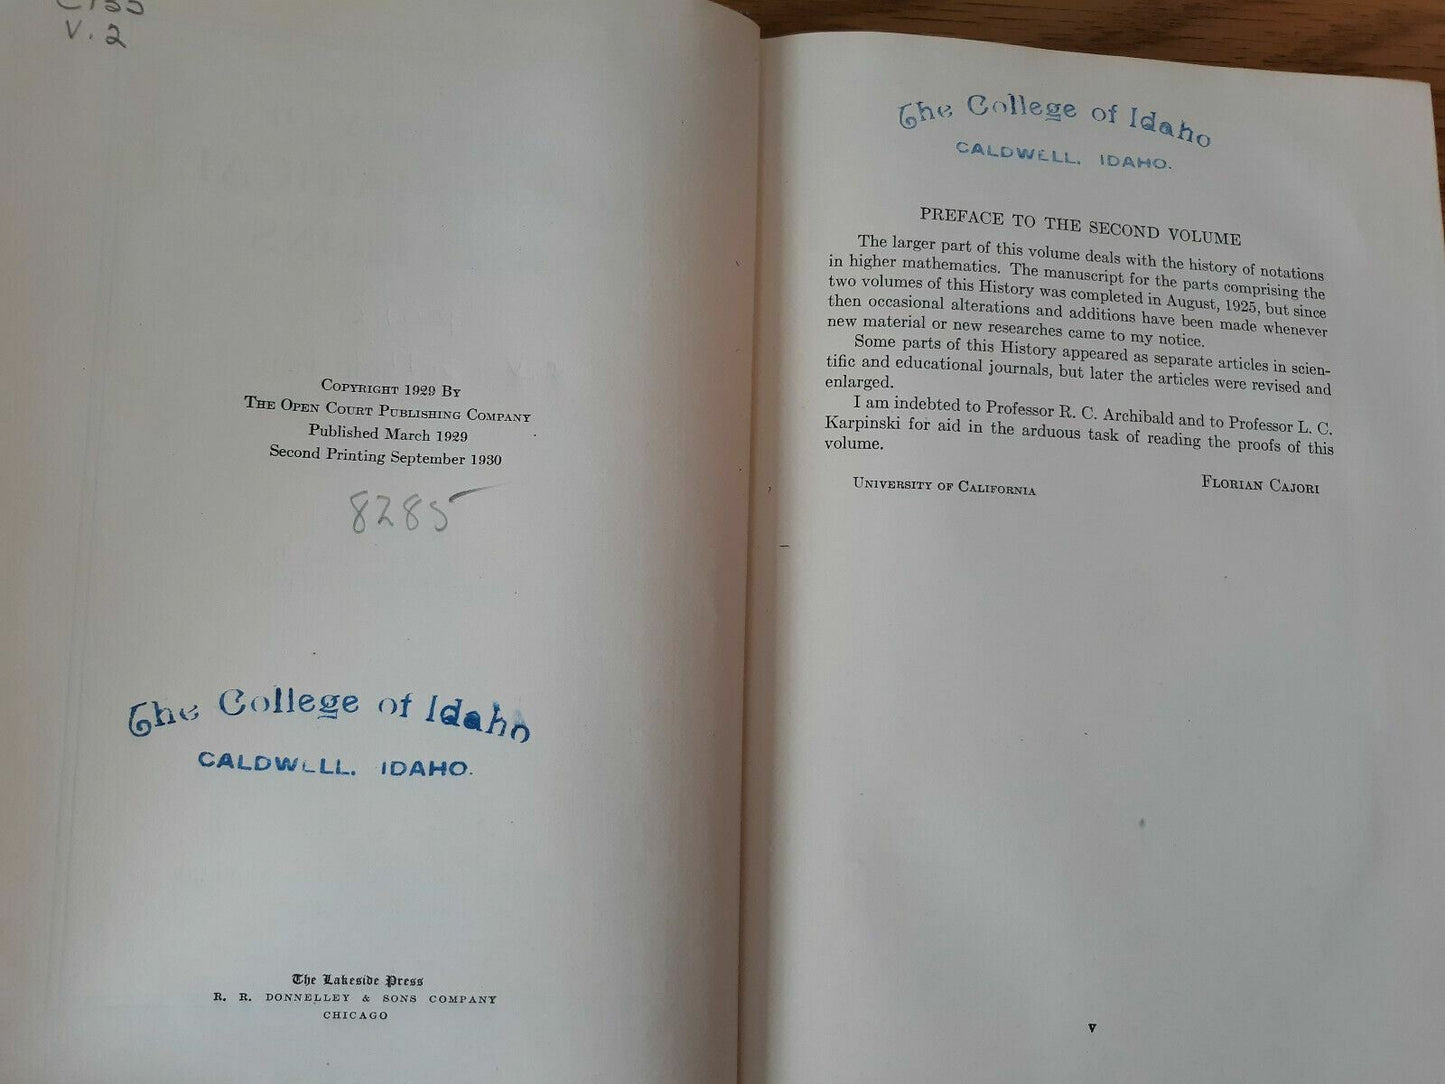 V. 2
COPYRIGHT 1929 BY
THE OPEN COURT PUBLISHING COMPANY
Published March 1929
Second Printing September 1930
8285
The College of Idaho
CALDWELL. IDAHO.
The Lakeside Press
R. R. DONNELLEY & SONS COMPANY
CHICAGO
The College of Idaho
CALDWELL. IDAHO.
PREFACE TO THE SECOND VOLUME
The larger part of this volume deals with the history of notations
in higher mathematics. The manuscript for the parts comprising the
two volumes of this History was completed in August, 1925, but since
then occasional alterations and additions have been made whenever
new material or new researches came to my notice.
Some parts of this History appeared as separate articles in scien-
tific and educational journals, but later the articles were revised and
enlarged.
I am indebted to Professor R. C. Archibald and to Professor L. C.
Karpinski for aid in the arduous task of reading the proofs of this
volume.
FLORIAN CAJORI
UNIVERSITY OF CALIFORNIA
v